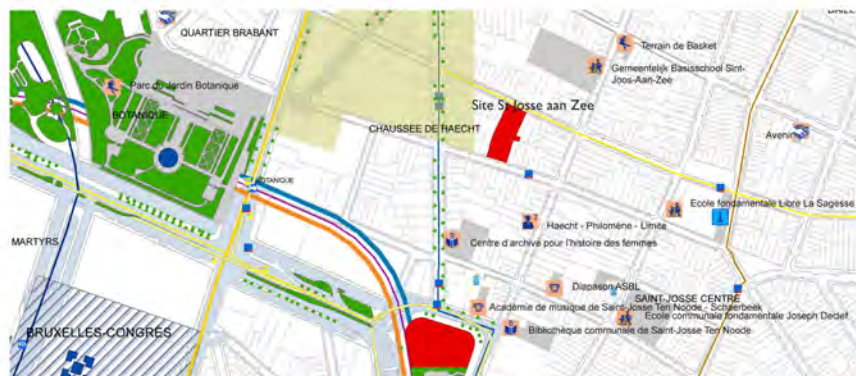 QUARTIER BRABANT
Terrain de Basket
Gemeentelijk Basisschool Sint-
Joos-Aan-Zee
Parc du Jardin Botanique
BOTANIQUE
Site St Josse aan Zee
CHAUSSEE DE HAECHT
Avenir
BOTANIQUE
Ecole fondamentale Libre La Sagesse
Haecht - Philomène - Limite
MARTYRS
Centre d'archive pour l'histoire des femmes
Diapason ASBL
SAINT-JOSSE CENTRE
Académie de musique de Saint-Josse Ten Noode - Schaerbeek
Ecole communale fondamentale Joseph Declef
BRUXELLES-CONGRÈS
Bibliothèque communale de Saint-Josse Ten Noode